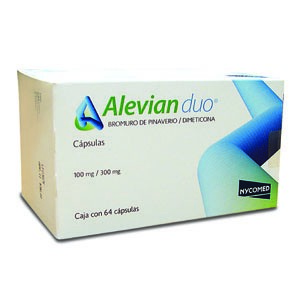 Alevian duo®
BROMURO DE PINAVERIO / DIMETICONA
Cápsulas
100 mg / 300 mg
Caja con 64 cápsulas
NYCOMED